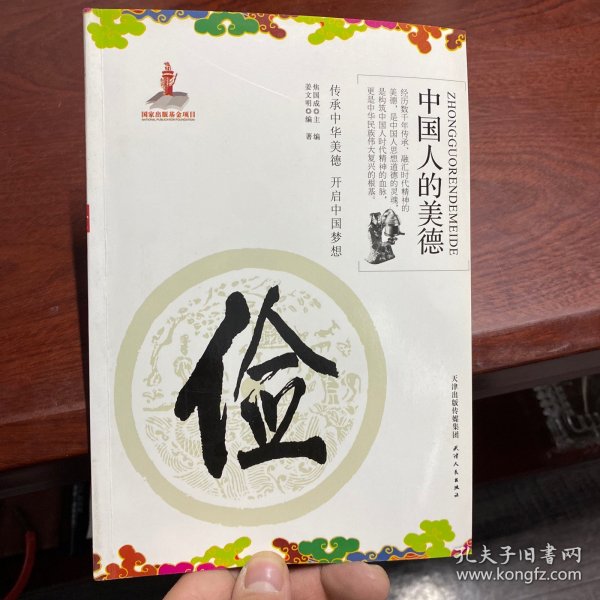 中国人的美德
ZHONGGUORENDEMEIDE
经历数千年传承、融汇时代精神的
美德，是中国人思想道德的灵魂，
是构筑中国人时代精神的血脉，
更是中华民族伟大复兴的根基。
传承中华美德 开启中国梦想
焦国成 主编
姜文明 编著
国家出版基金项目
NATIONAL PUBLICATION FOUNDATION
俭
天津出版传媒集团
天津人民出版社
孔夫子旧书网
www.kongfz.com